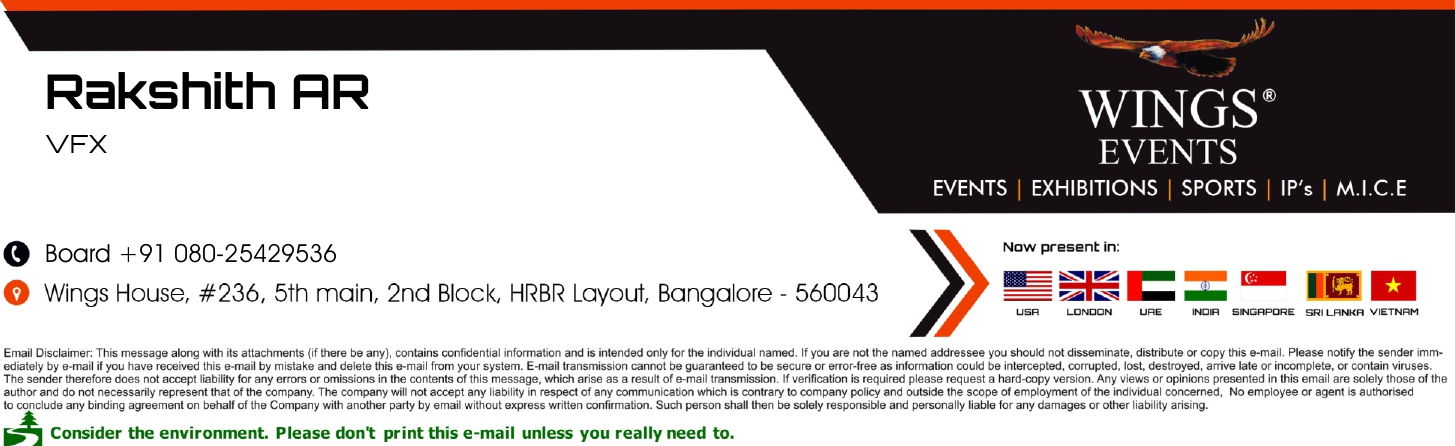 Rakshith AR
VFX
WINGS®
EVENTS
EVENTS | EXHIBITIONS | SPORTS | IP's | M.I.C.E
Board +91 080-25429536
Wings House, #236, 5th main, 2nd Block, HRBR Layout, Bangalore - 560043
Now present in:
USA LONDON UAE INDIA SINGAPORE SRI LANKA VIETNAM
Email Disclaimer: This message along with its attachments (if there be any), contains confidential information and is intended only for the individual named. If you are not the named addressee you should not disseminate, distribute or copy this e-mail. Please notify the sender imm-
ediately by e-mail if you have received this e-mail by mistake and delete this e-mail from your system. E-mail transmission cannot be guaranteed to be secure or error-free as information could be intercepted, corrupted, lost, destroyed, arrive late or incomplete, or contain viruses.
The sender therefore does not accept liability for any errors or omissions in the contents of this message, which arise as a result of e-mail transmission. If verification is required please request a hard-copy version. Any views or opinions presented in this email are solely those of the
author and do not necessarily represent that of the company. The company will not accept any liability in respect of any communication which is contrary to company policy and outside the scope of employment of the individual concerned, No employee or agent is authorised
to conclude any binding agreement on behalf of the Company with another party by email without express written confirmation. Such person shall then be solely responsible and personally liable for any damages or other liability arising.
Consider the environment. Please don't print this e-mail unless you really need to.